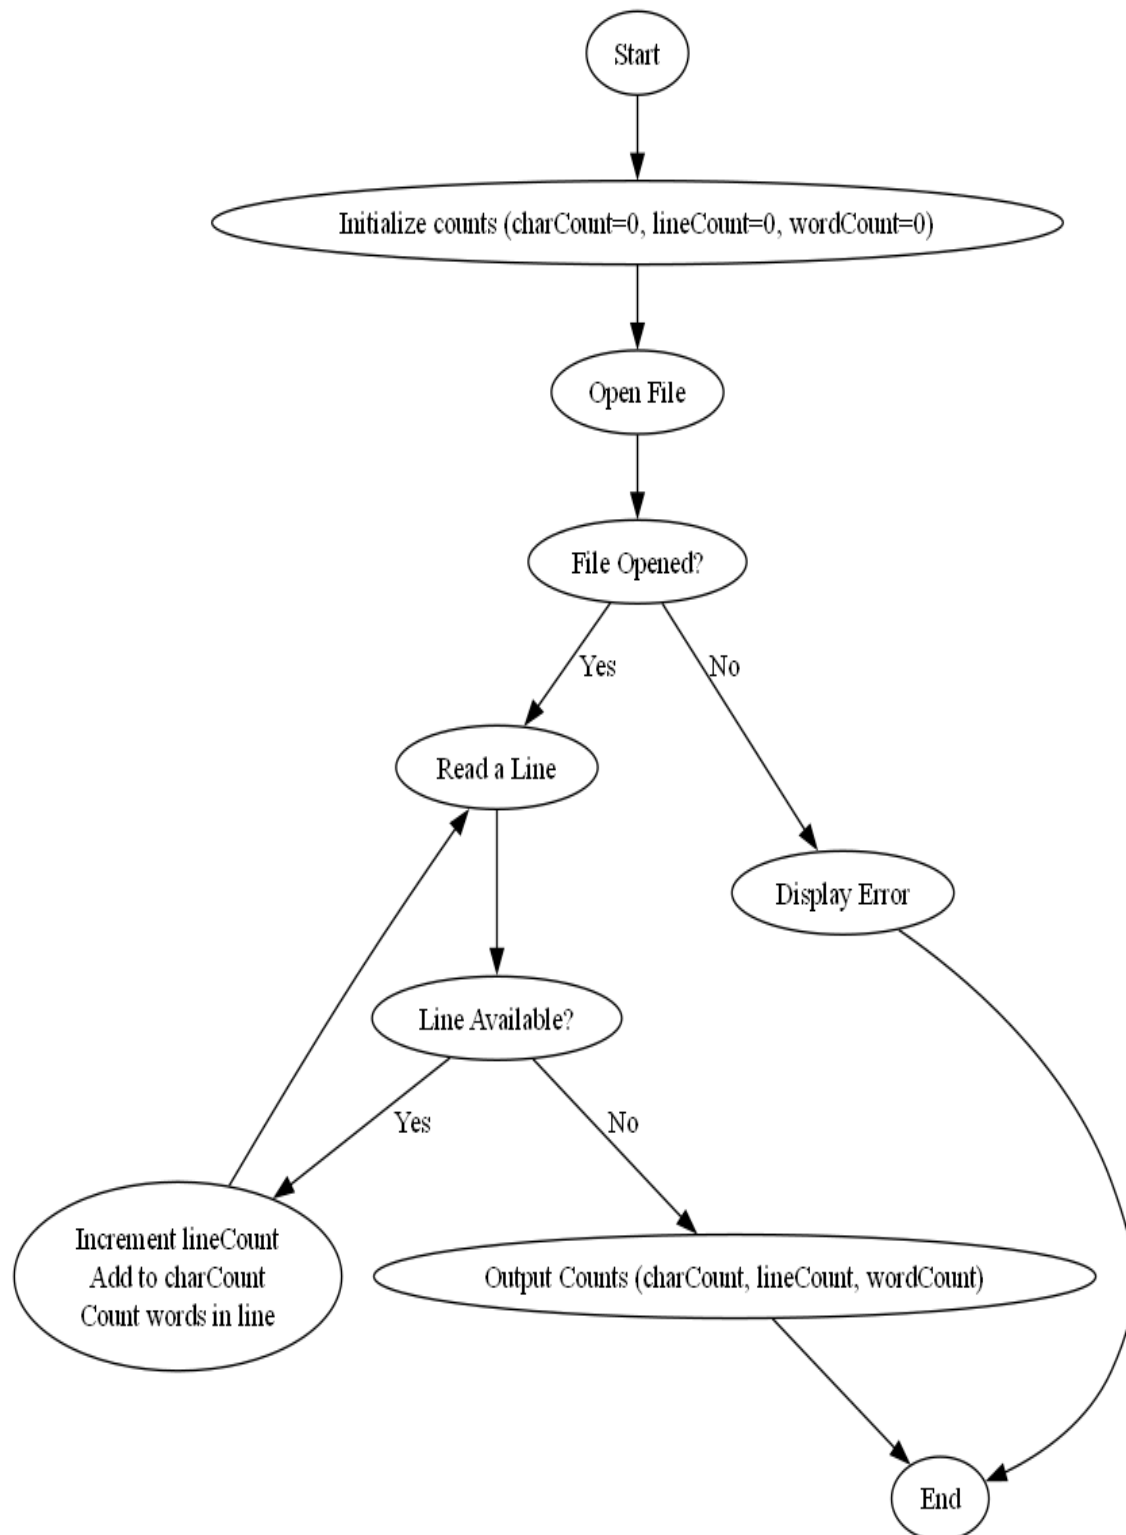 Start
Initialize counts (charCount=0, lineCount=0, wordCount=0)
Open File
File Opened?
Yes
No
Read a Line
Display Error
Line Available?
Yes
No
Increment lineCount
Add to charCount
Count words in line
Output Counts (charCount, lineCount, wordCount)
End